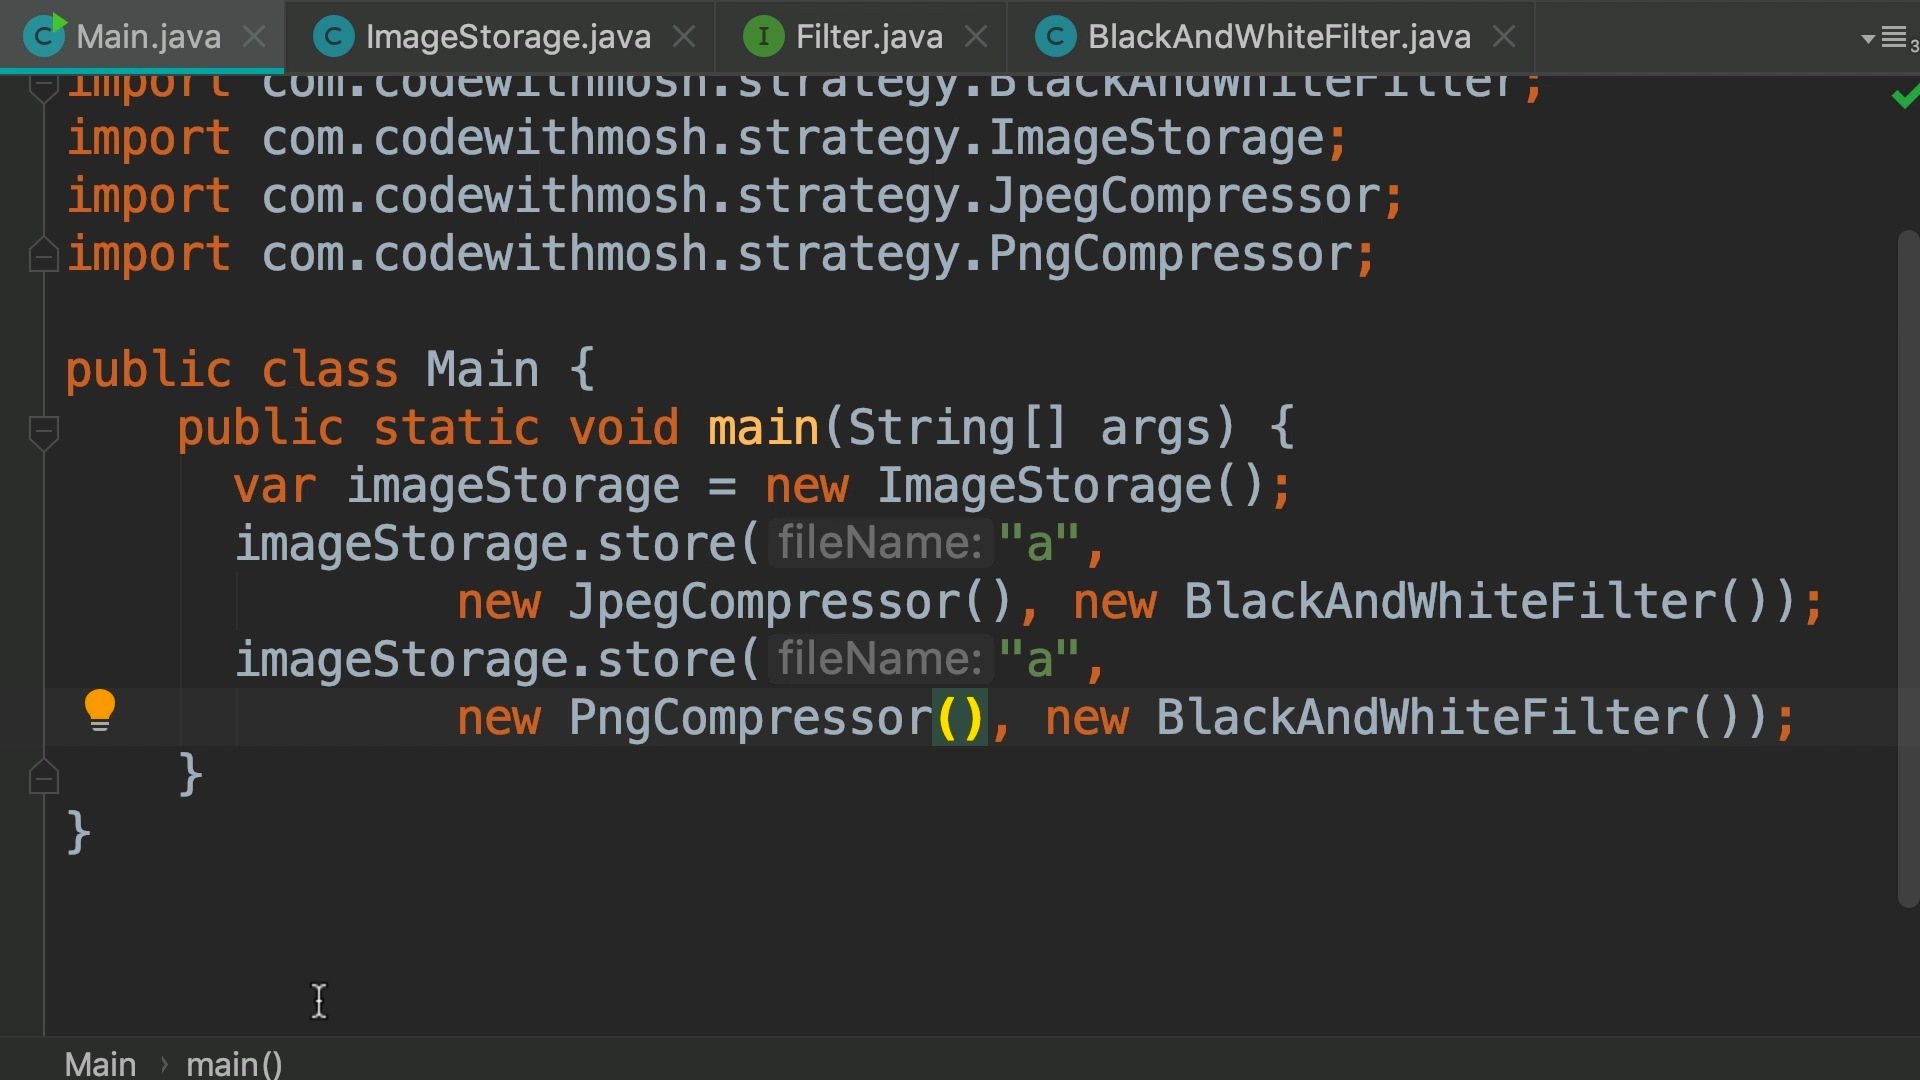 Main.java ImageStorage.java Filter.java BlackAndWhiteFilter.java 3
import com.codewithmosh.strategy.BlackAndWhiteFilter;
import com.codewithmosh.strategy.ImageStorage;
import com.codewithmosh.strategy.JpegCompressor;
import com.codewithmosh.strategy.PngCompressor;
public class Main {
public static void main(String[] args) {
var imageStorage = new ImageStorage();
imageStorage.store( fileName: "a",
new JpegCompressor(), new BlackAndWhiteFilter());
imageStorage.store( fileName: "a",
new PngCompressor(), new BlackAndWhiteFilter());
}
}
Main › main()